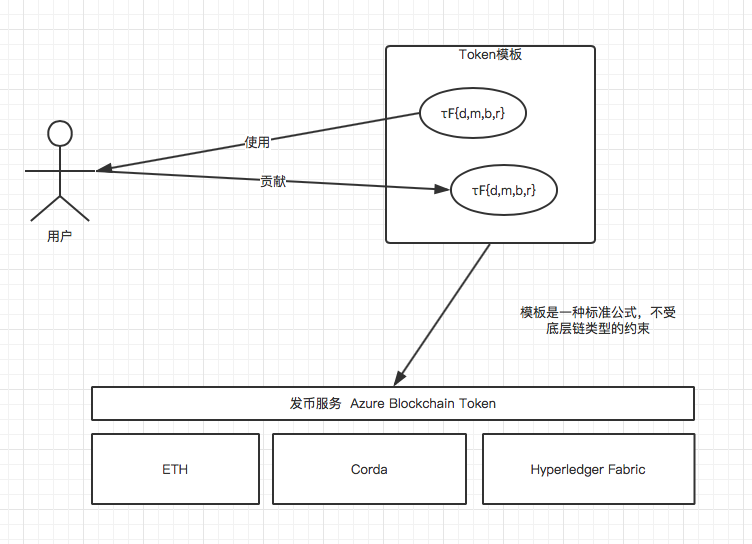 Token模板
τF{d,m,b,r}
使用
贡献
τF{d,m,b,r}
用户
模板是一种标准公式，不受
底层链类型的约束
发币服务 Azure Blockchain Token
ETH
Corda
Hyperledger Fabric